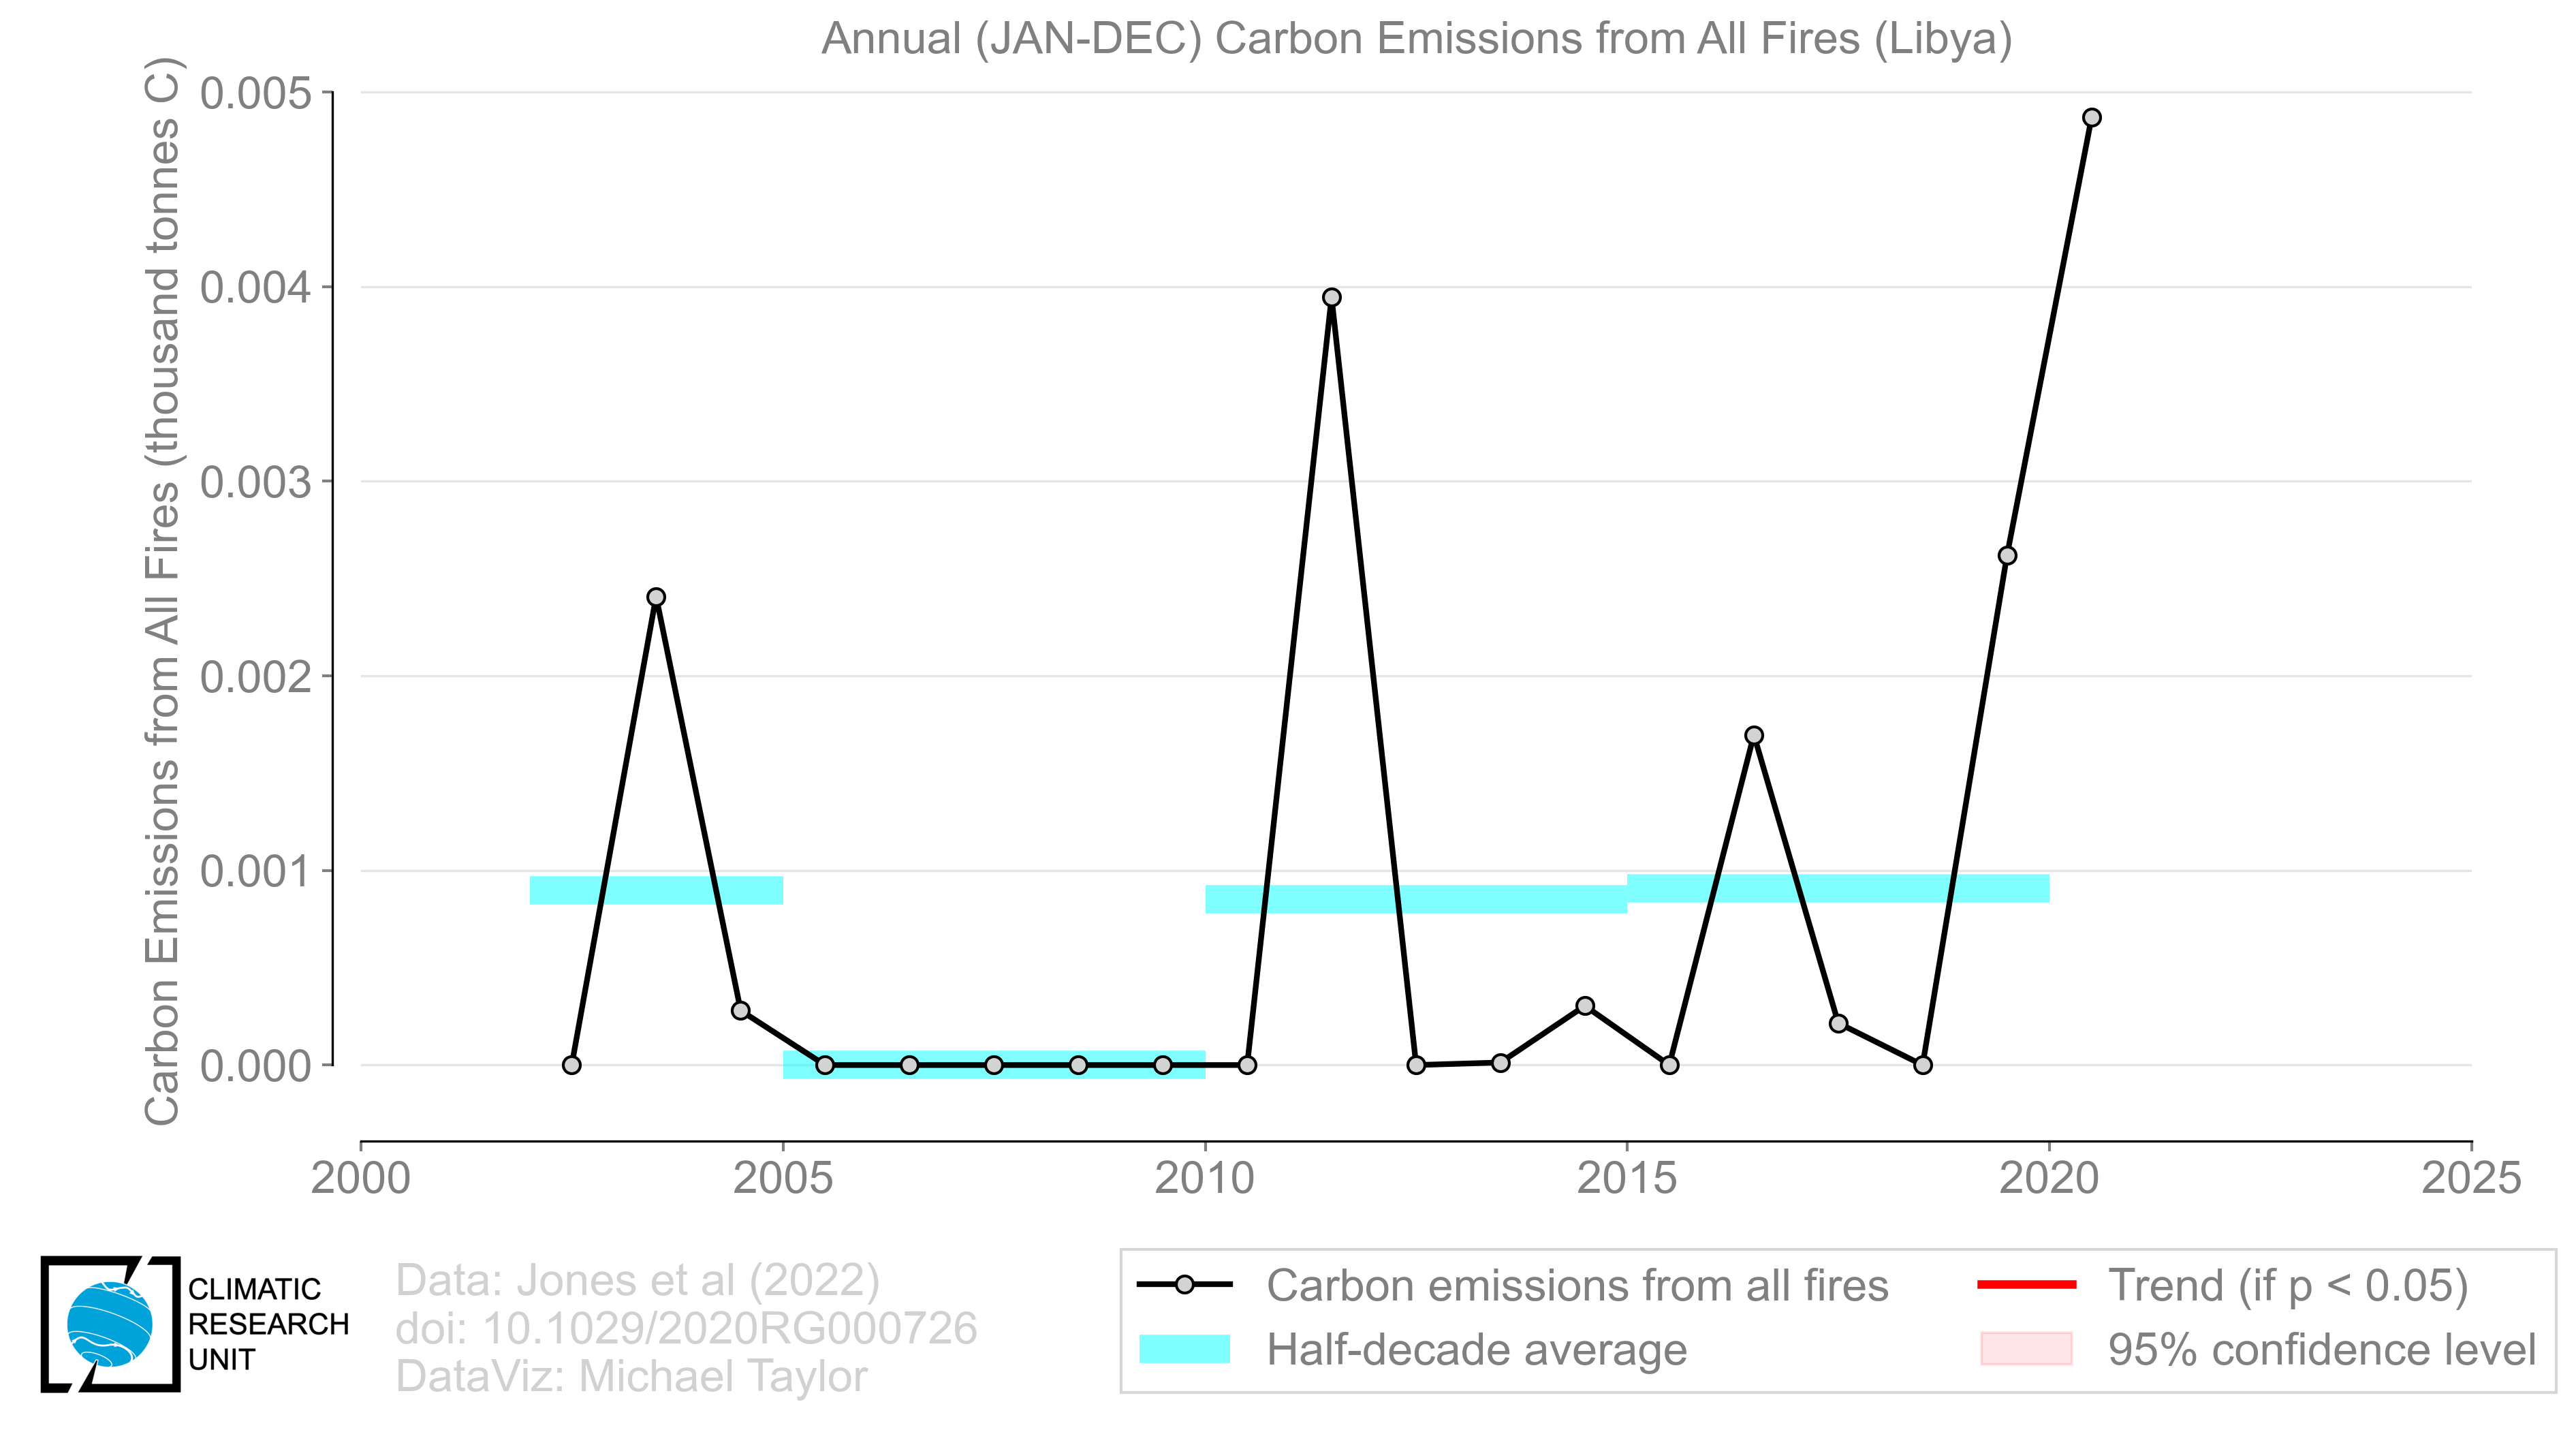 Annual (JAN-DEC) Carbon Emissions from All Fires (Libya)
Carbon Emissions from All Fires (thousand tonnes C)
0.005
0.004
0.003
0.002
0.001
0.000
2000 2005 2010 2015 2020 2025
CLIMATIC
RESEARCH
UNIT
Data: Jones et al (2022)
doi: 10.1029/2020RG000726
DataViz: Michael Taylor
Carbon emissions from all fires
Half-decade average
Trend (if p < 0.05)
95% confidence level